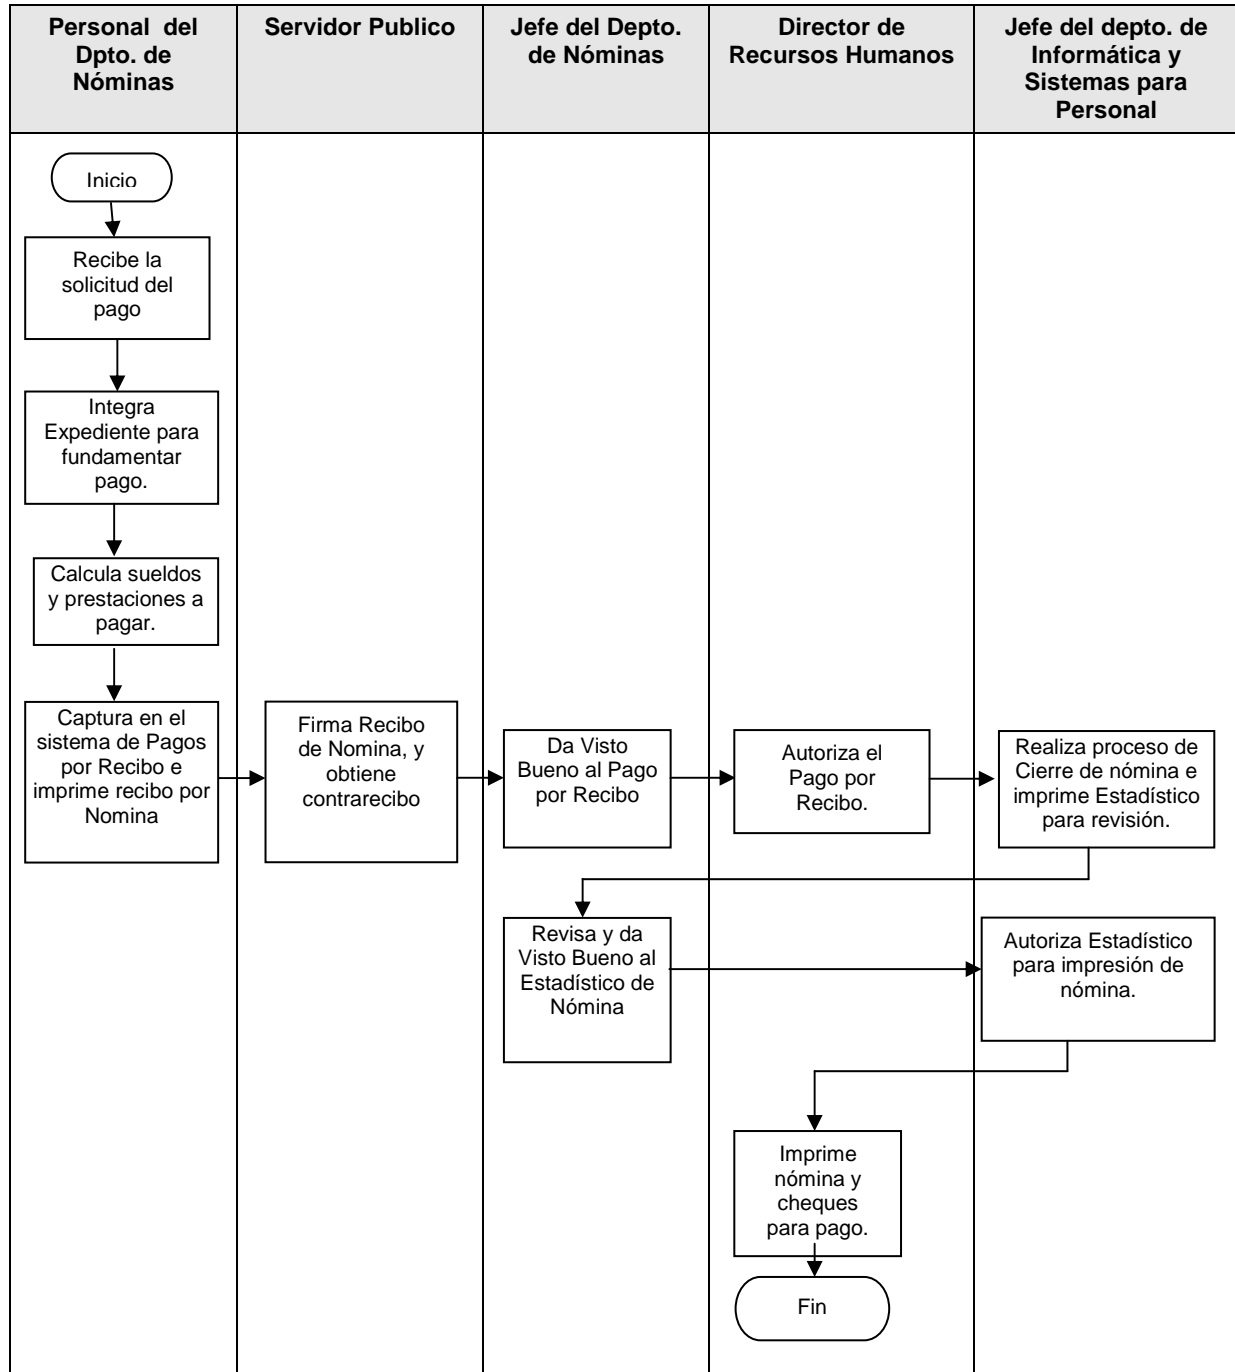 Personal del
Dpto. de
Nóminas
Servidor Publico
Jefe del Depto.
de Nóminas
Director de
Recursos Humanos
Jefe del depto. de
Informática y
Sistemas para
Personal
Inicio
Recibe la
solicitud del
pago
Integra
Expediente para
fundamentar
pago.
Calcula sueldos
y prestaciones a
pagar.
Captura en el
sistema de Pagos
por Recibo e
imprime recibo por
Nomina
Firma Recibo
de Nomina, y
obtiene
contrarecibo
Da Visto
Bueno al Pago
por Recibo
Autoriza el
Pago por
Recibo.
Realiza proceso de
Cierre de nómina e
imprime Estadístico
para revisión.
Revisa y da
Visto Bueno al
Estadístico de
Nómina
Autoriza Estadístico
para impresión de
nómina.
Imprime
nómina y
cheques
para pago.
Fin